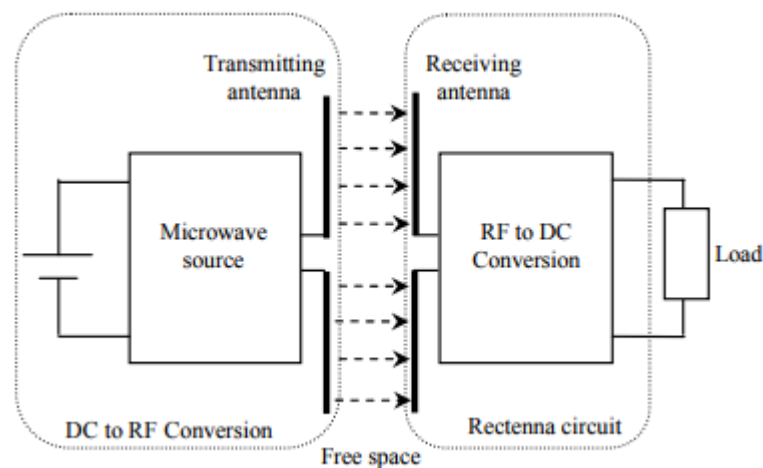 Transmitting
antenna
Receiving
antenna
Microwave
source
RF to DC
Conversion
Load
DC to RF Conversion
Rectenna circuit
Free space